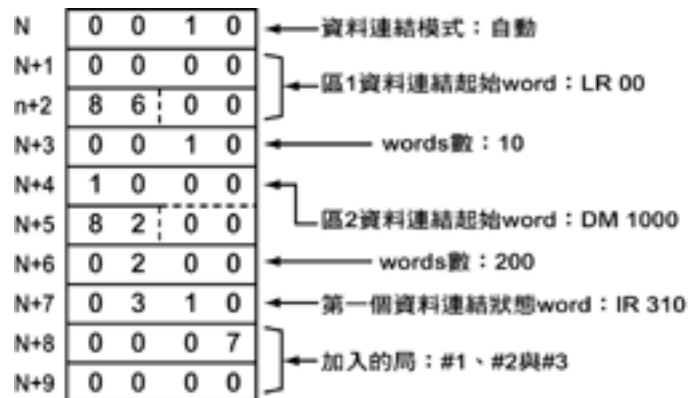 N 0 0 1 0 資料連結模式：自動
N+1 0 0 0 0
區1資料連結起始word：LR 00
n+2 8 6 0 0
N+3 0 0 1 0 words數：10
N+4 1 0 0 0
N+5 8 2 0 0 區2資料連結起始word：DM 1000
N+6 0 2 0 0 words數：200
N+7 0 3 1 0 第一個資料連結狀態word：IR 310
N+8 0 0 0 7
加入的局：#1、#2與#3
N+9 0 0 0 0